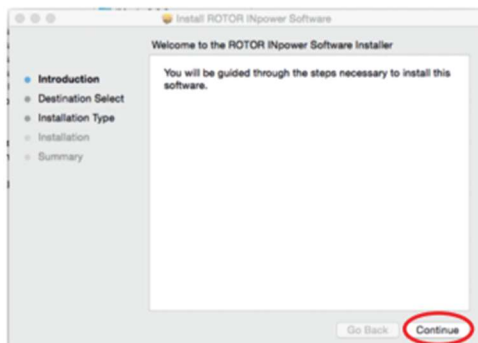 Install ROTOR INpower Software
Welcome to the ROTOR INpower Software Installer
Introduction
Destination Select
Installation Type
Installation
Summary
You will be guided through the steps necessary to install this
software.
Go Back
Continue